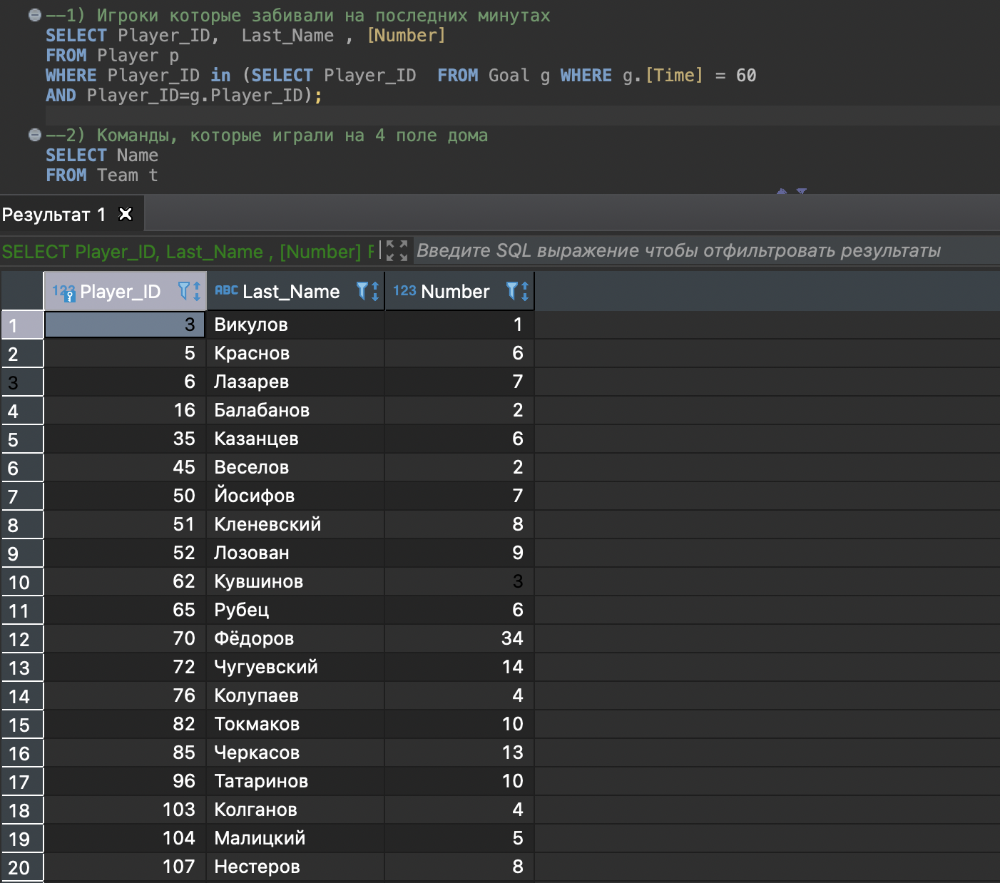 --1) Игроки которые забивали на последних минутах
SELECT Player_ID,  Last_Name , [Number]
FROM Player p
WHERE Player_ID in (SELECT Player_ID  FROM Goal g WHERE g.[Time] = 60
AND Player_ID=g.Player_ID);
--2) Команды, которые играли на 4 поле дома
SELECT Name
FROM Team t
Результат 1
SELECT Player_ID, Last_Name , [Number] F Введите SQL выражение чтобы отфильтровать результаты
123 Player_ID ABC Last_Name 123 Number
1 3 Викулов 1
2 5 Краснов 6
3 6 Лазарев 7
4 16 Балабанов 2
5 35 Казанцев 6
6 45 Веселов 2
7 50 Йосифов 7
8 51 Кленевский 8
9 52 Лозован 9
10 62 Кувшинов 3
11 65 Рубец 6
12 70 Фёдоров 34
13 72 Чугуевский 14
14 76 Колупаев 4
15 82 Токмаков 10
16 85 Черкасов 13
17 96 Татаринов 10
18 103 Колганов 4
19 104 Малицкий 5
20 107 Нестеров 8